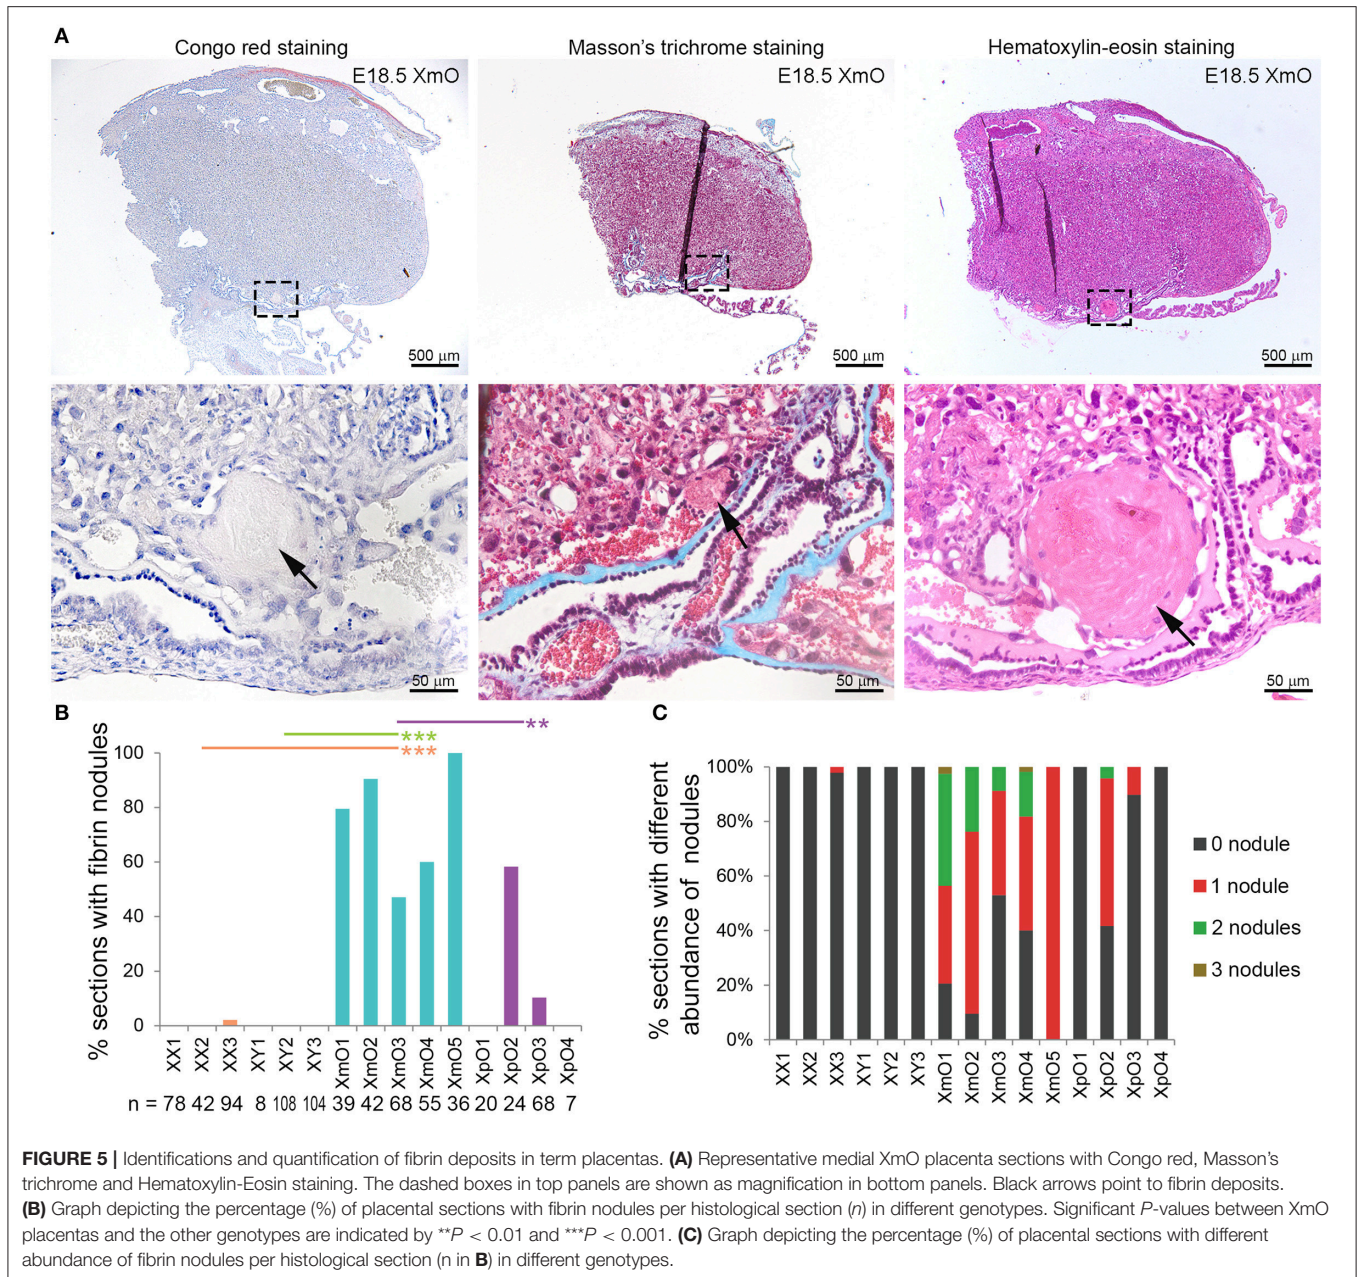 A
Congo red staining
Masson's trichrome staining
Hematoxylin-eosin staining
E18.5 XmO
E18.5 XmO
E18.5 XmO
500 µm
500 µm
500 µm
50 µm
50 µm
50 µm
B
% sections with fibrin nodules
**
***
***
100
80
60
40
20
0
XX1 XX2 XX3 XY1 XY2 XY3 XmO1 XmO2 XmO3 XmO4 XmO5 XpO1 XpO2 XpO3 XpO4
n = 78 42 94 8 108 104 39 42 68 55 36 20 24 68 7
C
% sections with different
abundance of nodules
100%
80%
60%
40%
20%
0%
XX1 XX2 XX3 XY1 XY2 XY3 XmO1 XmO2 XmO3 XmO4 XmO5 XpO1 XpO2 XpO3 XpO4
0 nodule
1 nodule
2 nodules
3 nodules
FIGURE 5 | Identifications and quantification of fibrin deposits in term placentas. (A) Representative medial XmO placenta sections with Congo red, Masson's
trichrome and Hematoxylin-Eosin staining. The dashed boxes in top panels are shown as magnification in bottom panels. Black arrows point to fibrin deposits.
(B) Graph depicting the percentage (%) of placental sections with fibrin nodules per histological section (n) in different genotypes. Significant P-values between XmO
placentas and the other genotypes are indicated by **P < 0.01 and ***P < 0.001. (C) Graph depicting the percentage (%) of placental sections with different
abundance of fibrin nodules per histological section (n in B) in different genotypes.